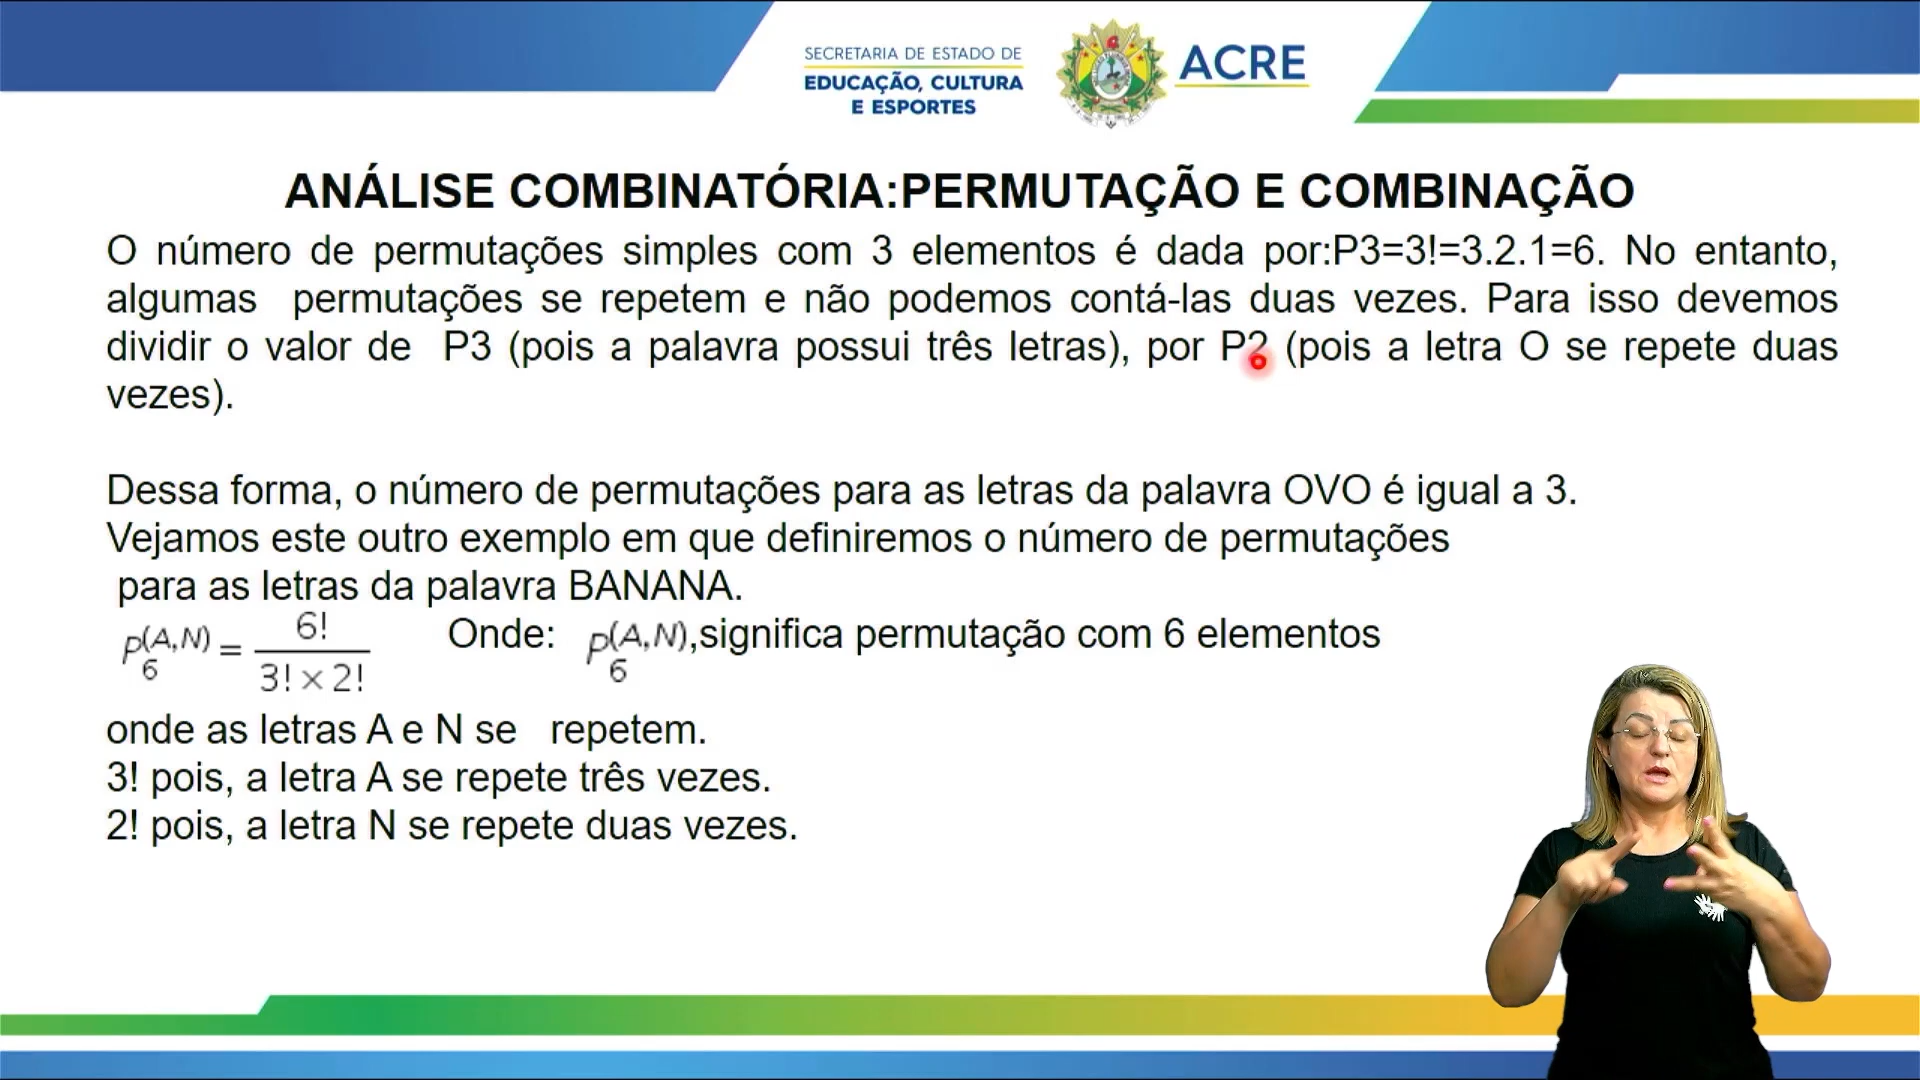 SECRETARIA DE ESTADO DE
EDUCAÇÃO, CULTURA
E ESPORTES
ACRE
ANÁLISE COMBINATÓRIA:PERMUTAÇÃO E COMBINAÇÃO
O número de permutações simples com 3 elementos é dada por:P3=3!=3.2.1=6. No entanto,
algumas permutações se repetem e não podemos contá-las duas vezes. Para isso devemos
dividir o valor de P3 (pois a palavra possui três letras), por P2 (pois a letra O se repete duas
vezes).
Dessa forma, o número de permutações para as letras da palavra OVO é igual a 3.
Vejamos este outro exemplo em que definiremos o número de permutações
para as letras da palavra BANANA.
P6(A,N) = 6! / 3! × 2! Onde: P6(A,N),significa permutação com 6 elementos
onde as letras A e N se repetem.
3! pois, a letra A se repete três vezes.
2! pois, a letra N se repete duas vezes.